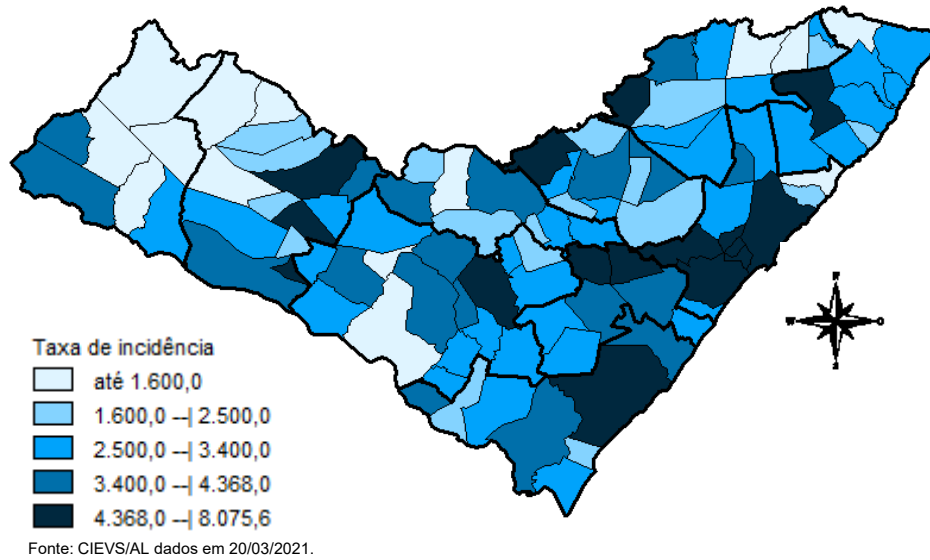 N
W
O
S
Taxa de incidência
até 1.600,0
1.600,0 --| 2.500,0
2.500,0 --| 3.400,0
3.400,0 --| 4.368,0
4.368,0 --| 8.075,6
Fonte: CIEVS/AL dados em 20/03/2021.